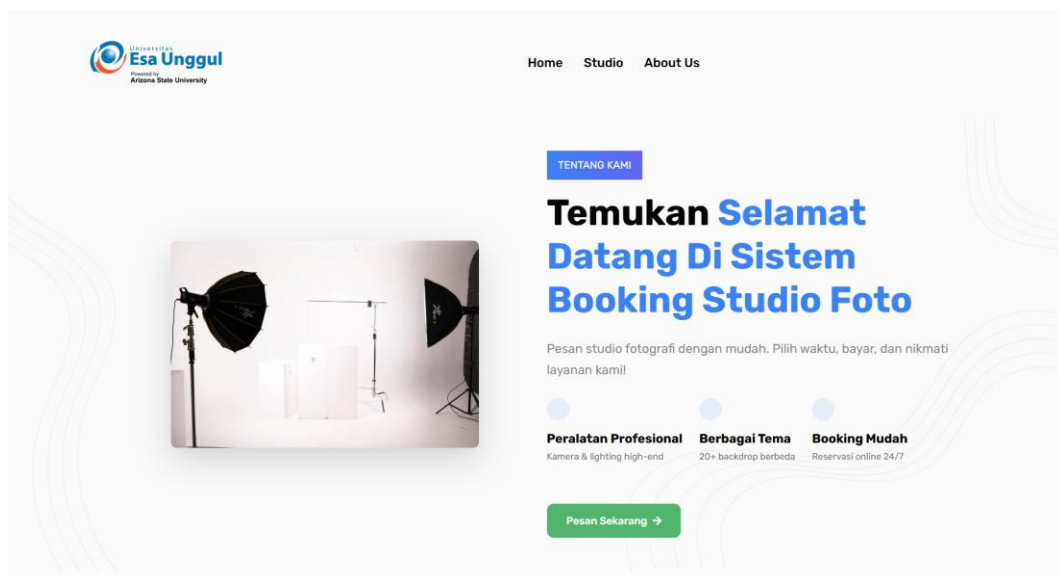 Universitas
Esa Unggul
Powered by
Arizona State University
Home Studio About Us
TENTANG KAMI
Temukan Selamat
Datang Di Sistem
Booking Studio Foto
Pesan studio fotografi dengan mudah. Pilih waktu, bayar, dan nikmati
layanan kami!
Peralatan Profesional Berbagai Tema Booking Mudah
Kamera & lighting high-end 20+ backdrop berbeda Reservasi online 24/7
Pesan Sekarang →